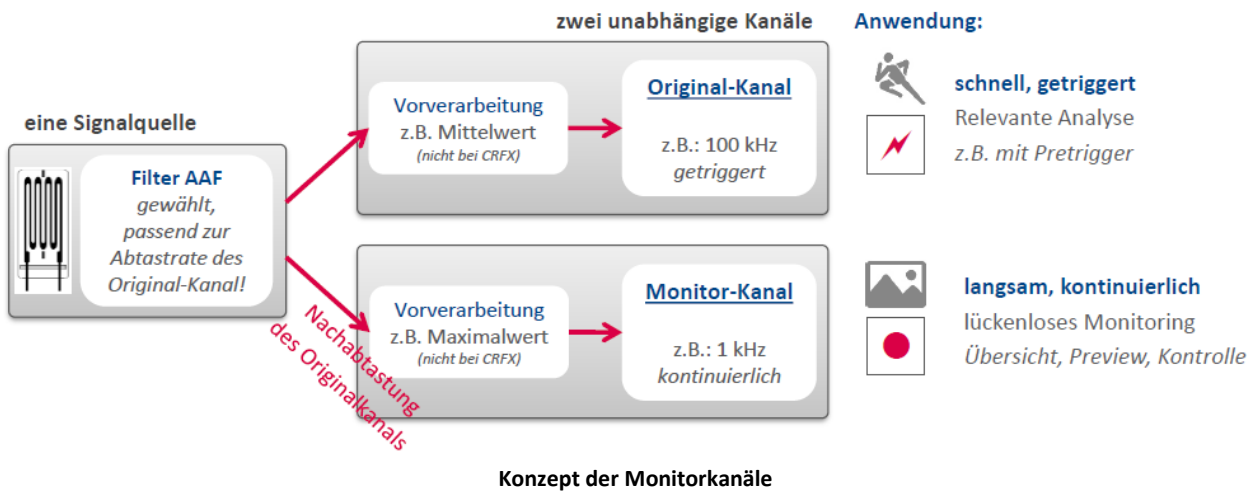 eine Signalquelle
Filter AAF
gewählt,
passend zur
Abtastrate des
Original-Kanal!
zwei unabhängige Kanäle
Vorverarbeitung
z.B. Mittelwert
(nicht bei CRFX)
Original-Kanal
z.B.: 100 kHz
getriggert
Nachabtastung
des Originalkanals
Vorverarbeitung
z.B. Maximalwert
(nicht bei CRFX)
Monitor-Kanal
z.B.: 1 kHz
kontinuierlich
Anwendung:
schnell, getriggert
Relevante Analyse
z.B. mit Pretrigger
langsam, kontinuierlich
lückenloses Monitoring
Übersicht, Preview, Kontrolle
Konzept der Monitorkanäle